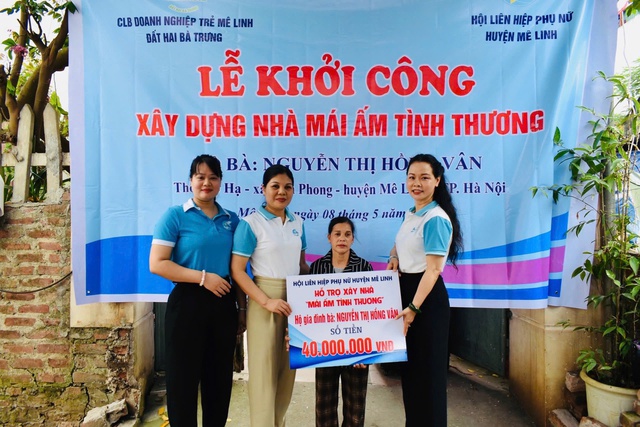 CLB DOANH NGHIỆP TRẺ MÊ LINH
ĐẤT HAI BÀ TRƯNG
HỘI LIÊN HIỆP PHỤ NỮ
HUYỆN MÊ LINH
LỄ KHỞI CÔNG
XÂY DỰNG NHÀ MÁI ẤM TÌNH THƯƠNG
BÀ: NGUYỄN THỊ HỒNG VÂN
Hạ - xã Phong - huyện Mê TP. Hà Nội
Mê ngày 08 tháng 5 năm
HỘI LIÊN HIỆP PHỤ NỮ HUYỆN MÊ LINH
HỖ TRỢ XÂY NHÀ
"MÁI ẤM TÌNH THƯƠNG"
Hộ gia đình bà: NGUYỄN THỊ HỒNG VÂN
SỐ TIỀN
40.000.000 VNĐ